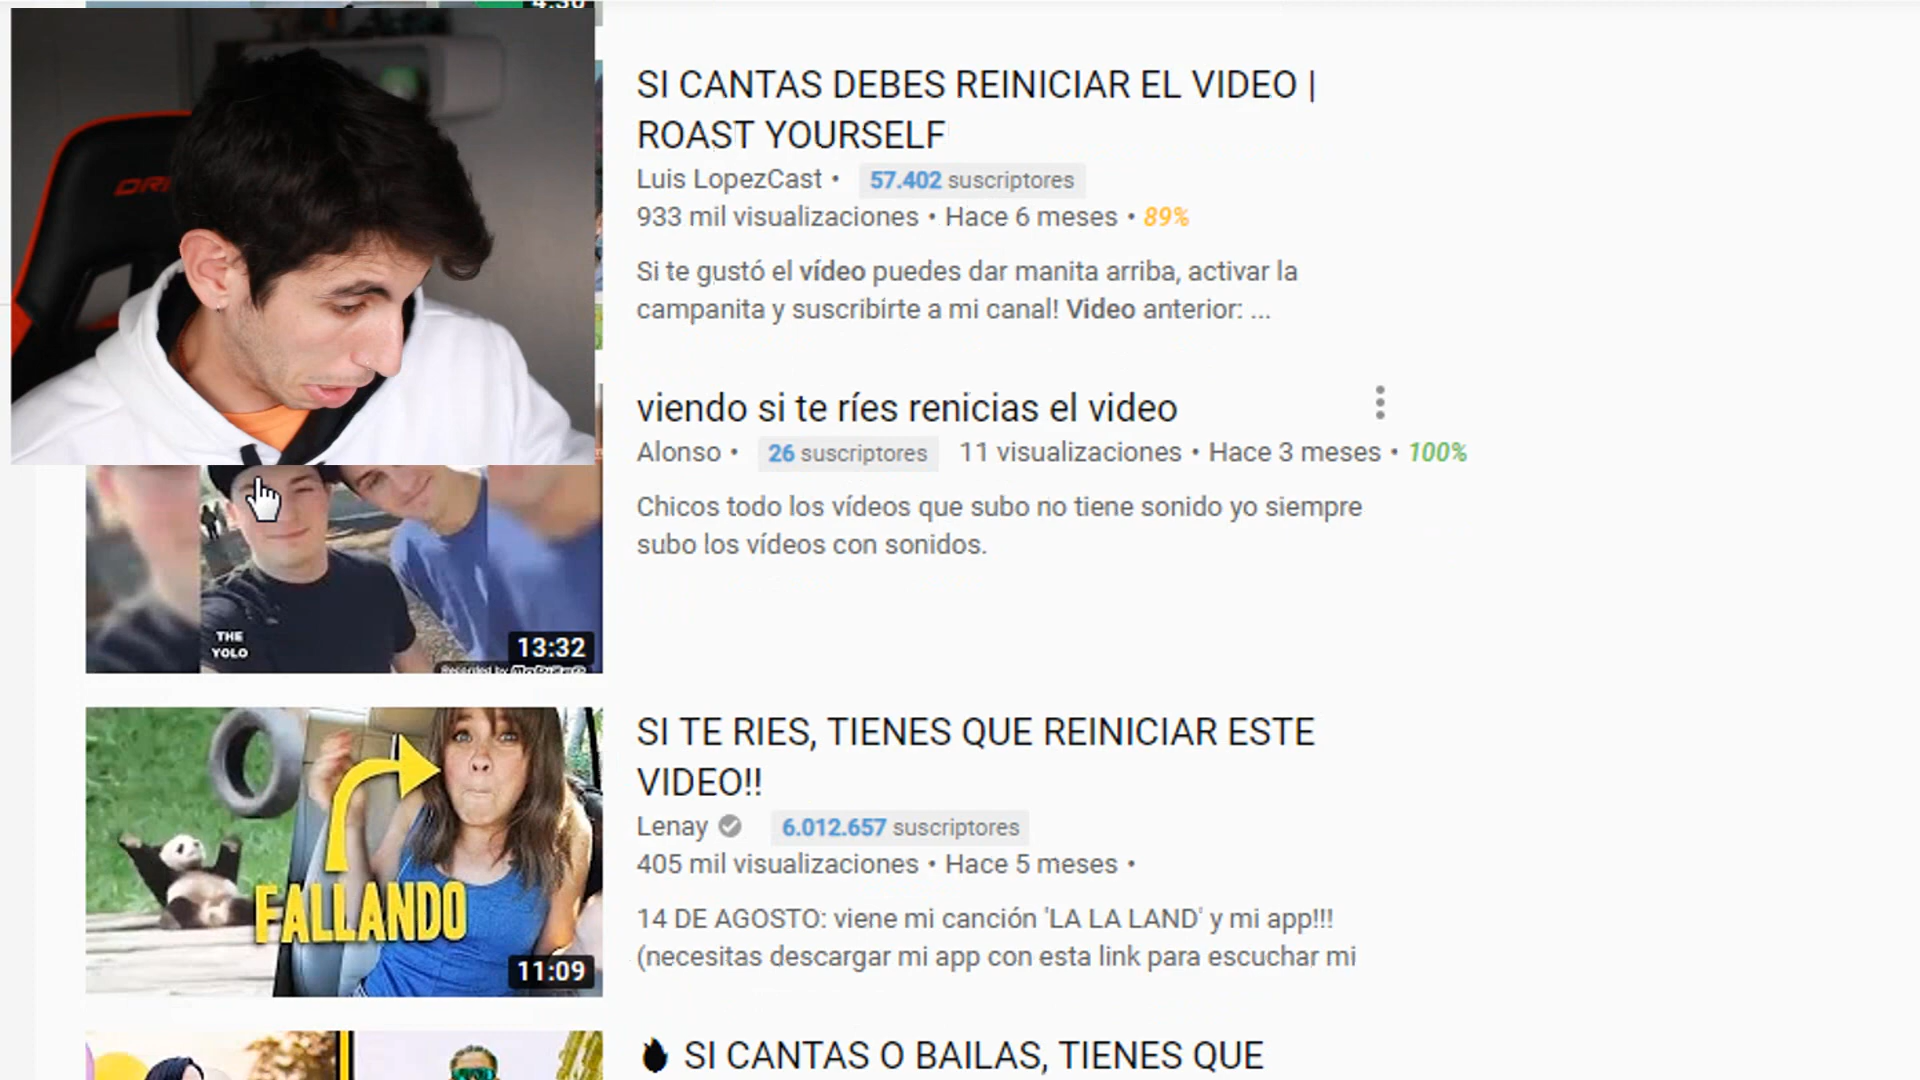 4:30
SI CANTAS DEBES REINICIAR EL VIDEO |
ROAST YOURSELF
Luis LopezCast • 57.402 suscriptores
933 mil visualizaciones • Hace 6 meses • 89%
Si te gustó el vídeo puedes dar manita arriba, activar la
campanita y suscribirte a mi canal! Video anterior: ...
viendo si te ríes renicias el video
Alonso • 26 suscriptores 11 visualizaciones • Hace 3 meses • 100%
Chicos todo los vídeos que subo no tiene sonido yo siempre
subo los vídeos con sonidos.
THE
YOLO
13:32
Recorded by
SI TE RIES, TIENES QUE REINICIAR ESTE
VIDEO!!
Lenay 6.012.657 suscriptores
405 mil visualizaciones • Hace 5 meses •
14 DE AGOSTO: viene mi canción 'LA LA LAND' y mi app!!!
(necesitas descargar mi app con esta link para escuchar mi
FALLANDO
11:09
SI CANTAS O BAILAS, TIENES QUE